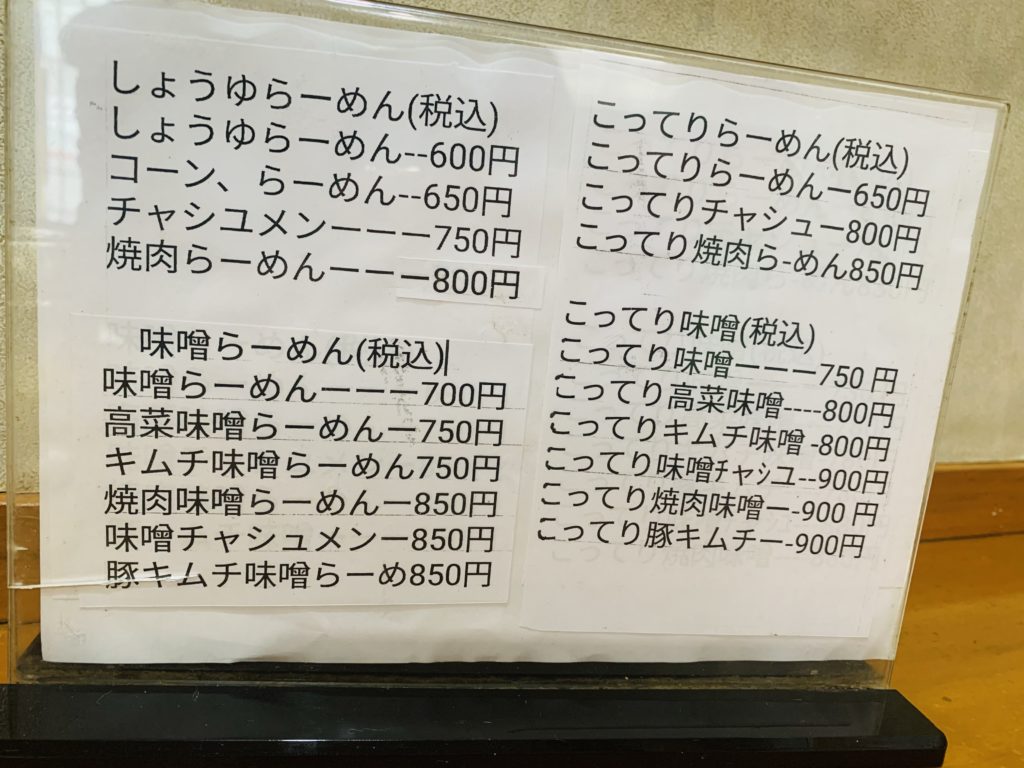 しょうゆらーめん(税込)
しょうゆらーめん--600円
コーン、らーめん--650円
チャシユメンーーー750円
焼肉らーめんーーー800円
味噌らーめん(税込)
味噌らーめんーーー700円
高菜味噌らーめんー750円
キムチ味噌らーめん750円
焼肉味噌らーめんー850円
味噌チャシュメンー850円
豚キムチ味噌らーめ850円
こってりらーめん(税込)
こってりらーめんー650円
こってりチャシュー800円
こってり焼肉ら-めん850円
こってり味噌(税込)
こってり味噌ーーー750 円
こってり高菜味噌----800円
こってりキムチ味噌 -800円
こってり味噌ﾁｬｼユ--900円
こってり焼肉味噌ー-900 円
こってり豚キムチー-900円